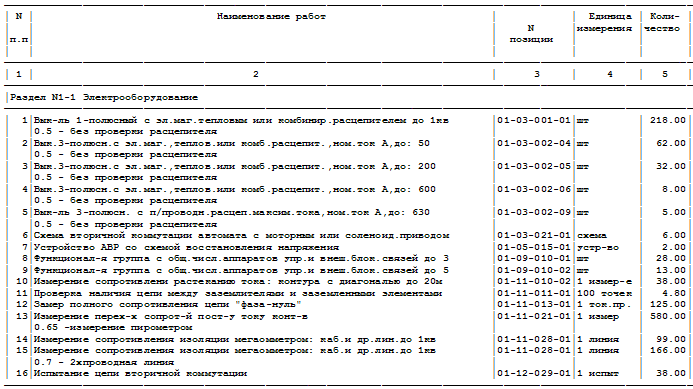 N Наименование работ Единица Коли-
п.п N измерения чество
позиции
1 2 3 4 5
Раздел N1-1 Электрооборудование
1 Вык-ль 1-полюсный с эл.маг.тепловым или комбинир.расцепителем до 1кв 01-03-001-01 шт 218.00
0.5 - без проверки расцепителя
2 Вык.3-полюсн.с эл.маг.,теплов.или комб.расцепит.,ном.ток А,до: 50 01-03-002-04 шт 62.00
0.5 - без проверки расцепителя
3 Вык.3-полюсн.с эл.маг.,теплов.или комб.расцепит.,ном.ток А,до: 200 01-03-002-05 шт 32.00
0.5 - без проверки расцепителя
4 Вык.3-полюсн.с эл.маг.,теплов.или комб.расцепит.,ном.ток А,до: 600 01-03-002-06 шт 8.00
0.5 - без проверки расцепителя
5 Вык-ль 3-полюсн. с п/проводн.расцеп.максим.тока,ном.ток А,до: 630 01-03-002-09 шт 5.00
0.5 - без проверки расцепителя
6 Схема вторичной коммутации автомата с моторным или соленоид.приводом 01-03-021-01 схема 6.00
7 Устройство АВР со схемой восстановления напряжения 01-05-015-01 устр-во 2.00
8 Функционал-я группа с общ.числ.аппаратов упр.и внеш.блок.связей до 3 01-09-010-01 шт 28.00
9 Функционал-я группа с общ.числ.аппаратов упр.и внеш.блок.связей до 5 01-09-010-02 шт 13.00
10 Измерение сопротивлени растеканию тока: контура с диагональю до 20м 01-11-010-02 1 измер-е 38.00
11 Проверка наличия цепи между заземлителями и заземленными элементами 01-11-011-01 100 точек 4.80
12 Замер полного сопротивления цепи "фаза-нуль" 01-11-013-01 1 ток.пр. 125.00
13 Измерение перех-х сопрот-й пост-у току конт-в 01-11-021-01 1 измер 580.00
0.65 -измерение пирометром
14 Измерение сопротивления изоляции мегаомметром: каб.и др.лин.до 1кв 01-11-028-01 1 линия 99.00
15 Измерение сопротивления изоляции мегаомметром: каб.и др.лин.до 1кв 01-11-028-01 1 линия 166.00
0.7 - 2хпроводная линия
16 Испытание цепи вторичной коммутации 01-12-029-01 1 испыт 38.00